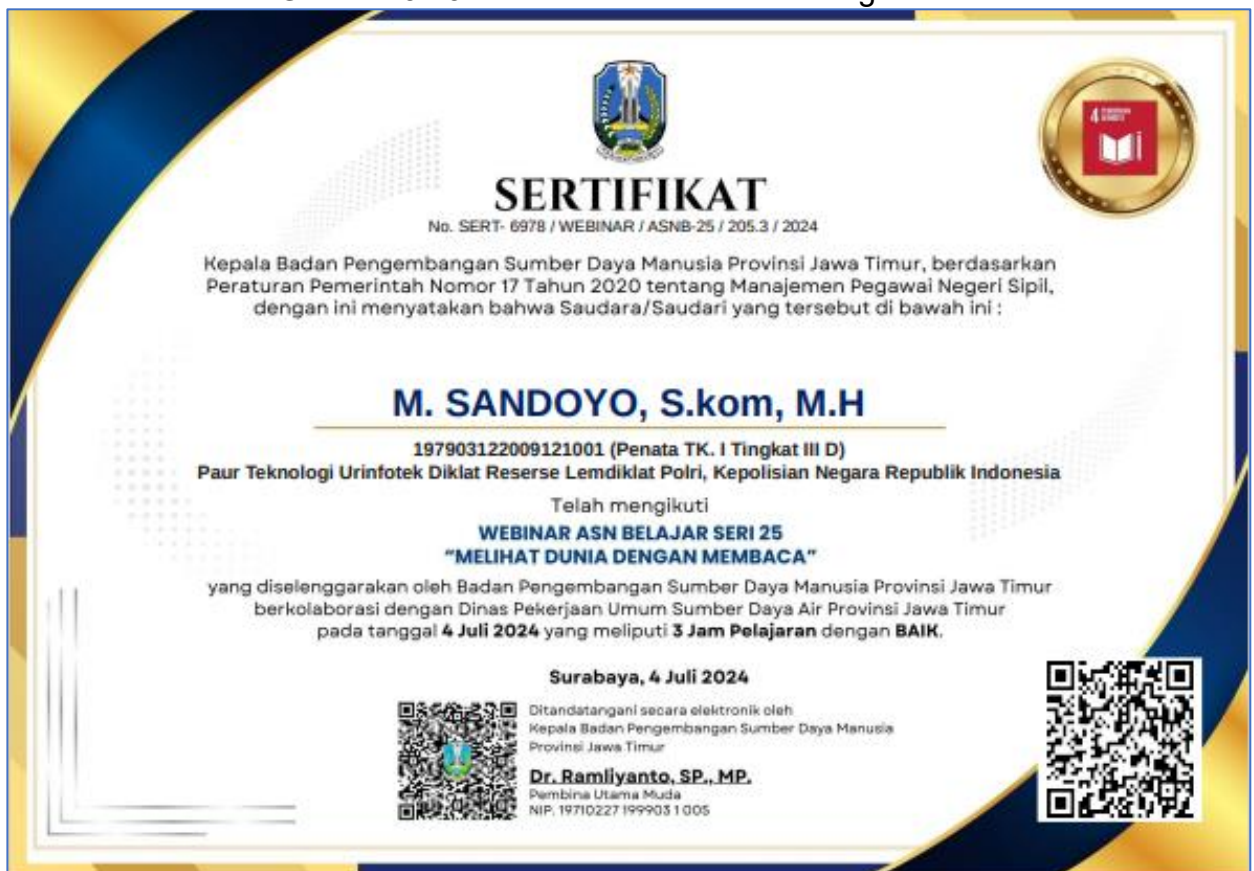 SERTIFIKAT
No. SERT- 6978 / WEBINAR / ASNB-25 / 205.3 / 2024
Kepala Badan Pengembangan Sumber Daya Manusia Provinsi Jawa Timur, berdasarkan
Peraturan Pemerintah Nomor 17 Tahun 2020 tentang Manajemen Pegawai Negeri Sipil,
dengan ini menyatakan bahwa Saudara/Saudari yang tersebut di bawah ini :
M. SANDOYO, S.kom, M.H
197903122009121001 (Penata TK. I Tingkat III D)
Paur Teknologi Urinfotek Diklat Reserse Lemdiklat Polri, Kepolisian Negara Republik Indonesia
Telah mengikuti
WEBINAR ASN BELAJAR SERI 25
“MELIHAT DUNIA DENGAN MEMBACA”
yang diselenggarakan oleh Badan Pengembangan Sumber Daya Manusia Provinsi Jawa Timur
berkolaborasi dengan Dinas Pekerjaan Umum Sumber Daya Air Provinsi Jawa Timur
pada tanggal 4 Juli 2024 yang meliputi 3 Jam Pelajaran dengan BAIK.
Surabaya, 4 Juli 2024
Ditandatangani secara elektronik oleh
Kepala Badan Pengembangan Sumber Daya Manusia
Provinsi Jawa Timur
Dr. Ramliyanto, SP., MP.
Pembina Utama Muda
NIP. 19710227 199903 1 005
4